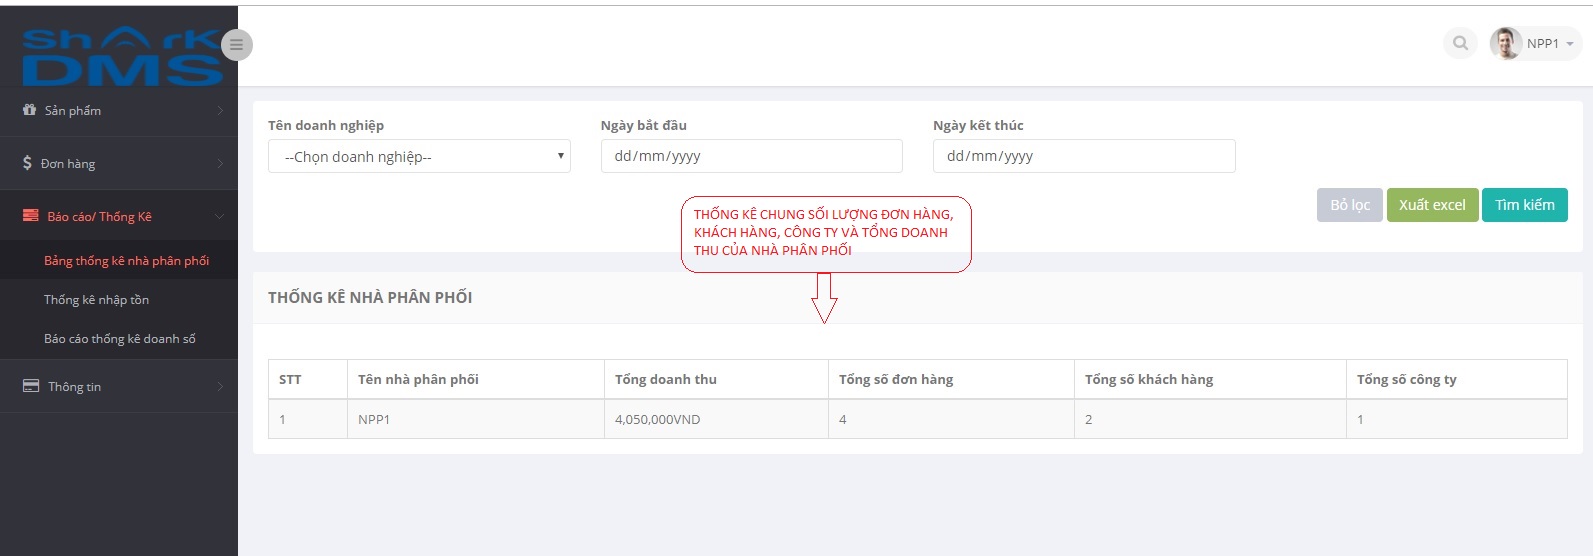 Shark
DMS
NPP1
Sản phẩm
Đơn hàng
Báo cáo/ Thống Kê
Bảng thống kê nhà phân phối
Thống kê nhập tồn
Báo cáo thống kê doanh số
Thông tin
Tên doanh nghiệp
Ngày bắt đầu
Ngày kết thúc
--Chọn doanh nghiệp--
dd/mm/yyyy
dd/mm/yyyy
Bỏ lọc
Xuất excel
Tìm kiếm
THỐNG KÊ CHUNG SỐI LƯỢNG ĐƠN HÀNG,
KHÁCH HÀNG, CÔNG TY VÀ TỔNG DOANH
THU CỦA NHÀ PHÂN PHỐI
THỐNG KÊ NHÀ PHÂN PHỐI
STT Tên nhà phân phối Tổng doanh thu Tổng số đơn hàng Tổng số khách hàng Tổng số công ty
1 NPP1 4,050,000VND 4 2 1